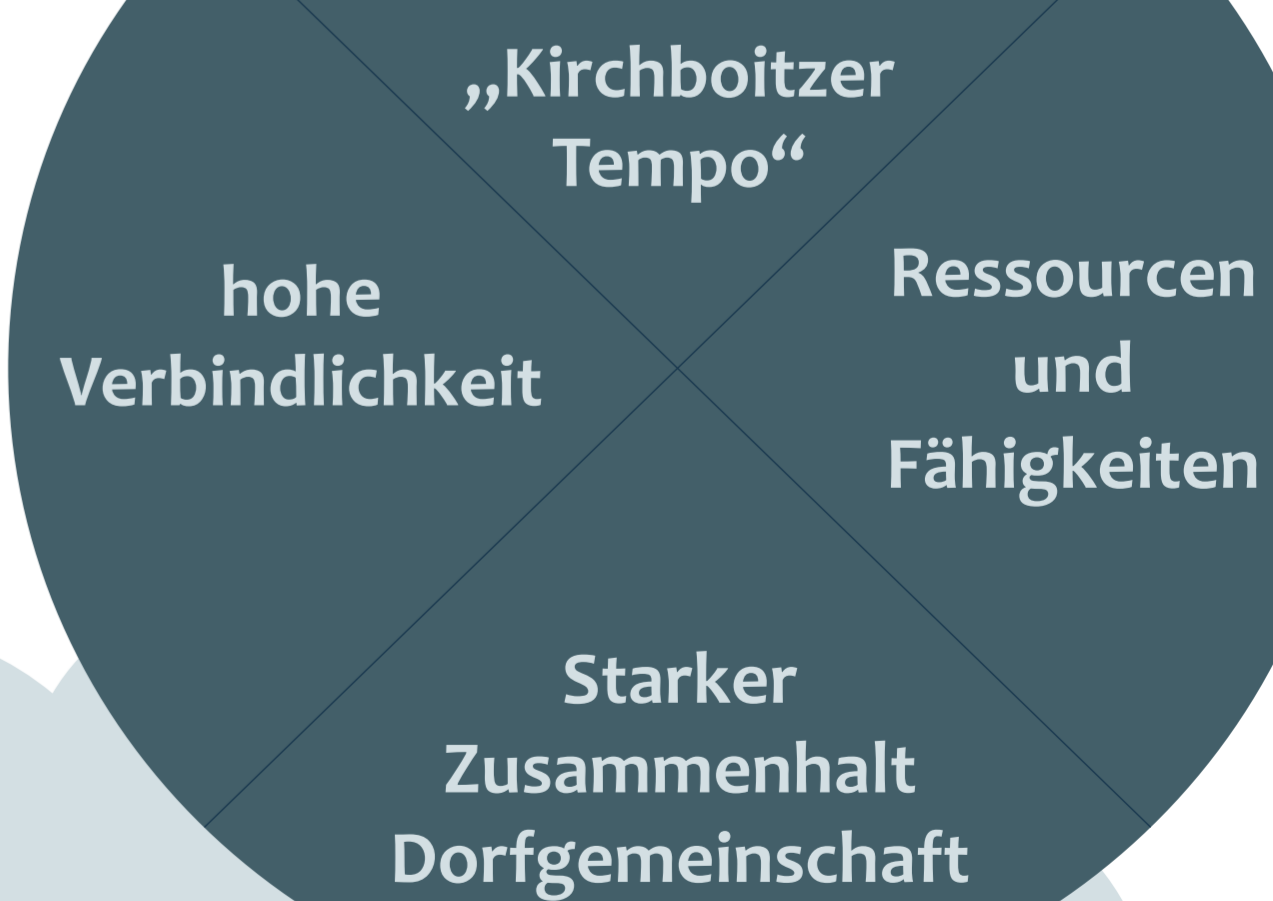 „Kirchboitzer
Tempo“
hohe
Verbindlichkeit
Ressourcen
und
Fähigkeiten
Starker
Zusammenhalt
Dorfgemeinschaft